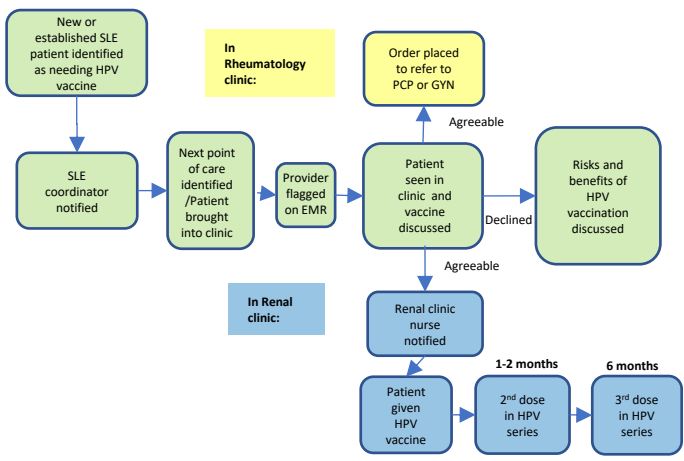 New or
established SLE
patient identified
as needing HPV
vaccine
In
Rheumatology
clinic:
Order placed
to refer to
PCP or GYN
Agreeable
SLE
coordinator
notified
Next point
of care
identified
/Patient
brought
into clinic
Provider
flagged
on EMR
Patient
seen in
clinic and
vaccine
discussed
Declined
Risks and
benefits of
HPV
vaccination
discussed
Agreeable
In Renal
clinic:
Renal clinic
nurse
notified
Patient
given
HPV
vaccine
1-2 months
2nd dose
in HPV
series
6 months
3rd dose
in HPV
series